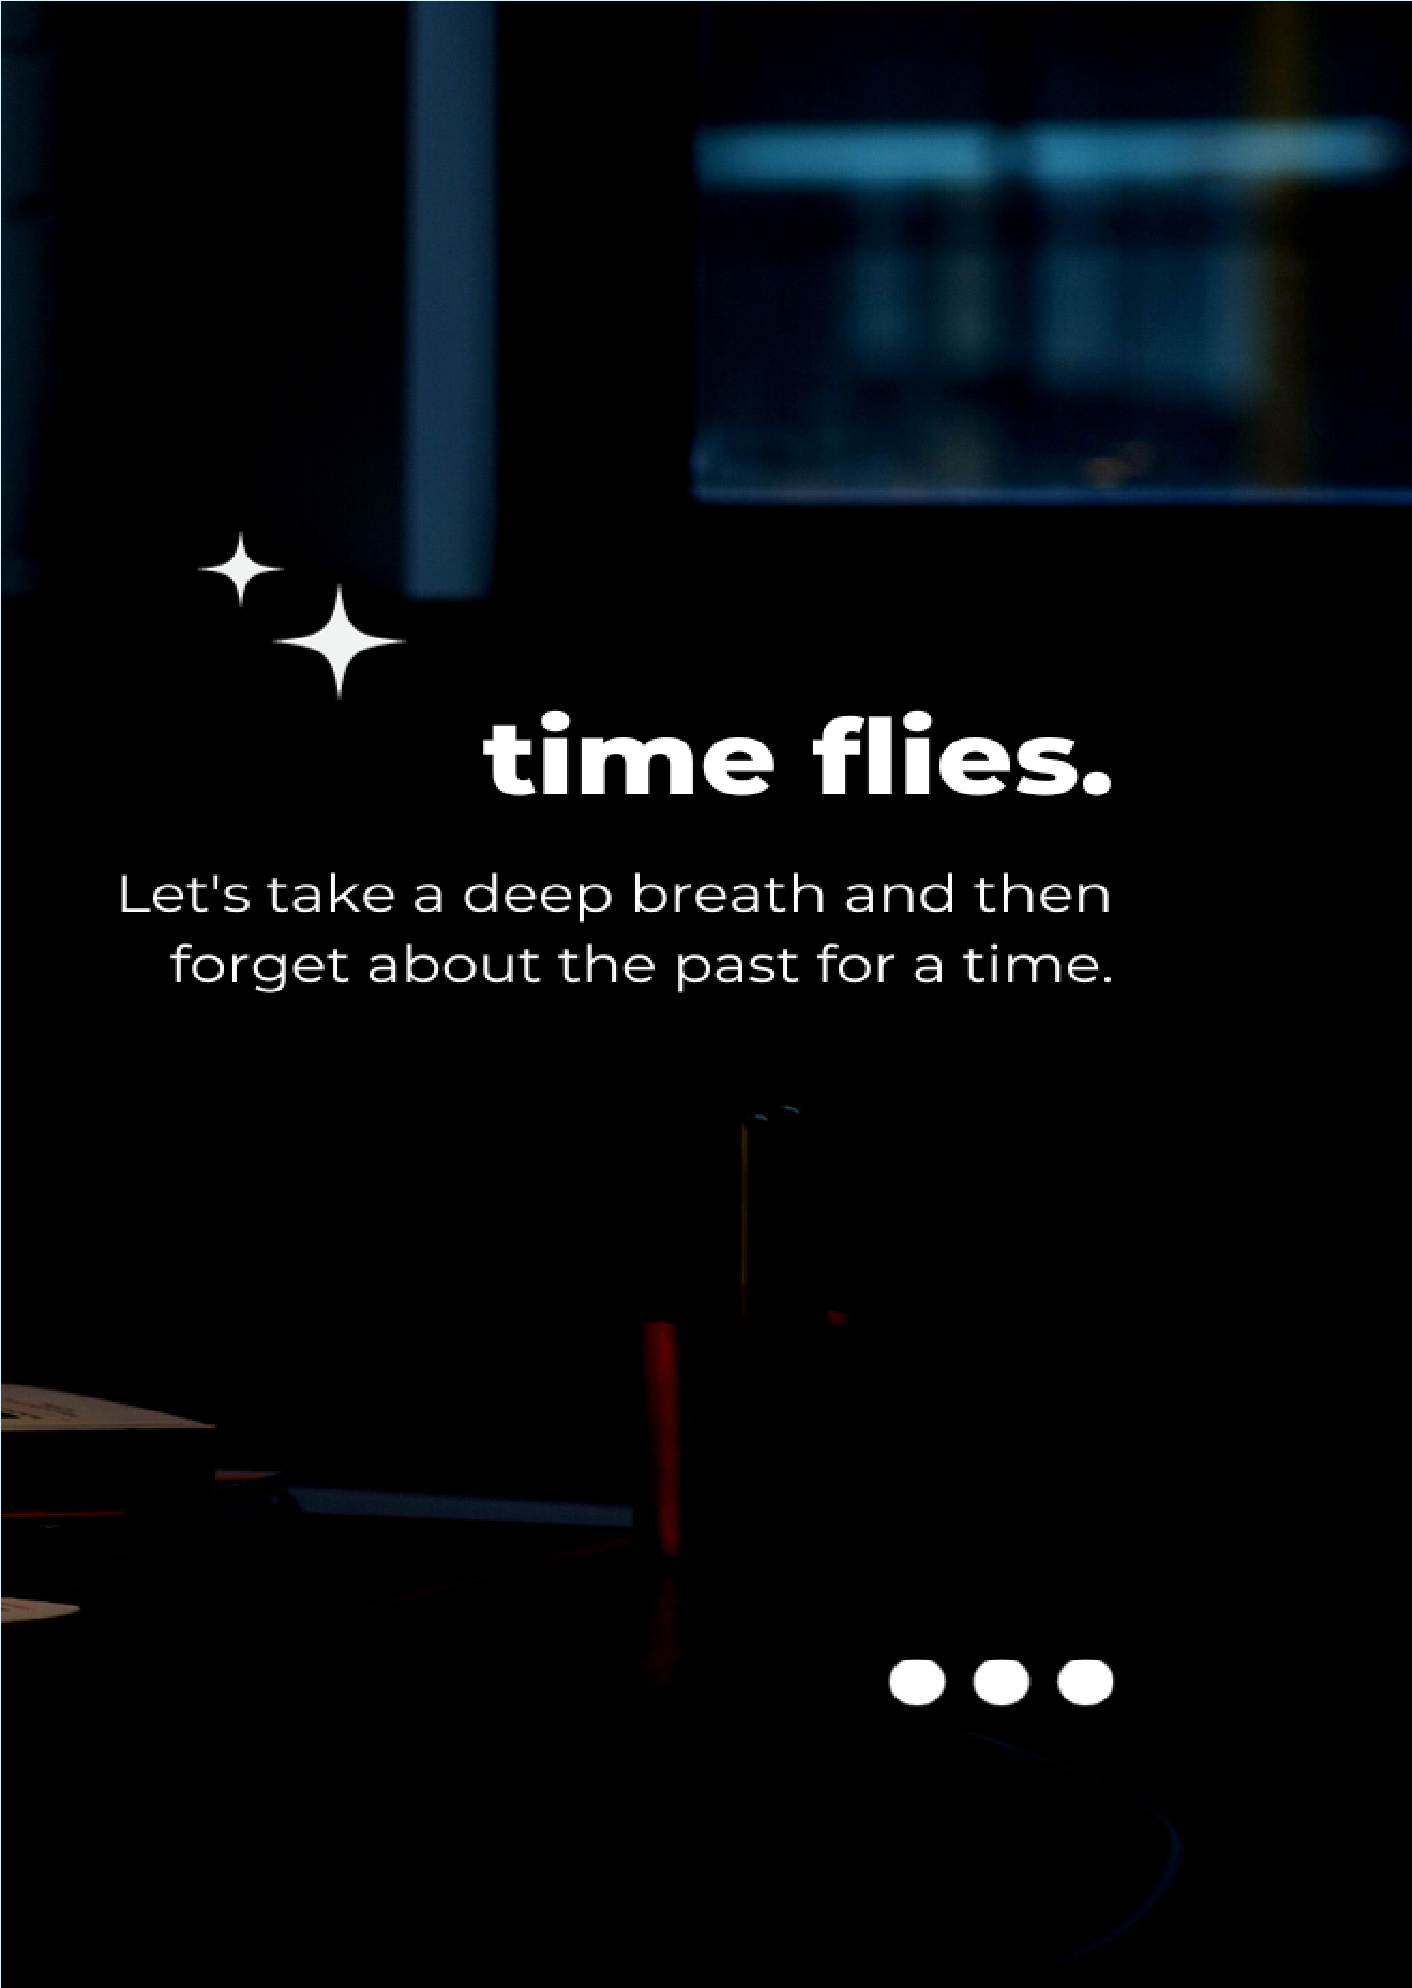 time flies.
Let's take a deep breath and then
forget about the past for a time.